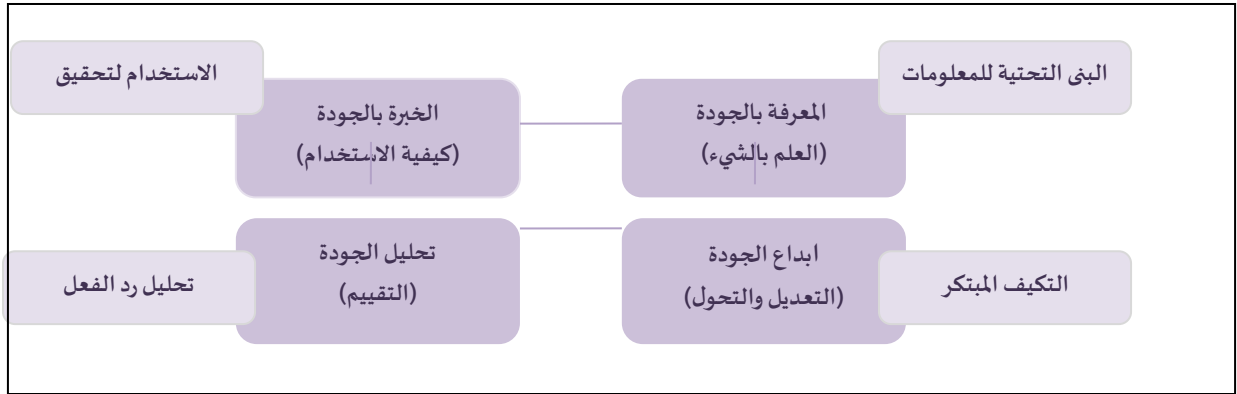 البنى التحتية للمعلومات
المعرفة بالجودة
(العلم بالشيء)
الاستخدام لتحقيق
الخبرة بالجودة
(كيفية الاستخدام)
ابداع الجودة
(التعديل والتحول)
التكيف المبتكر
تحليل الجودة
(التقييم)
تحليل رد الفعل